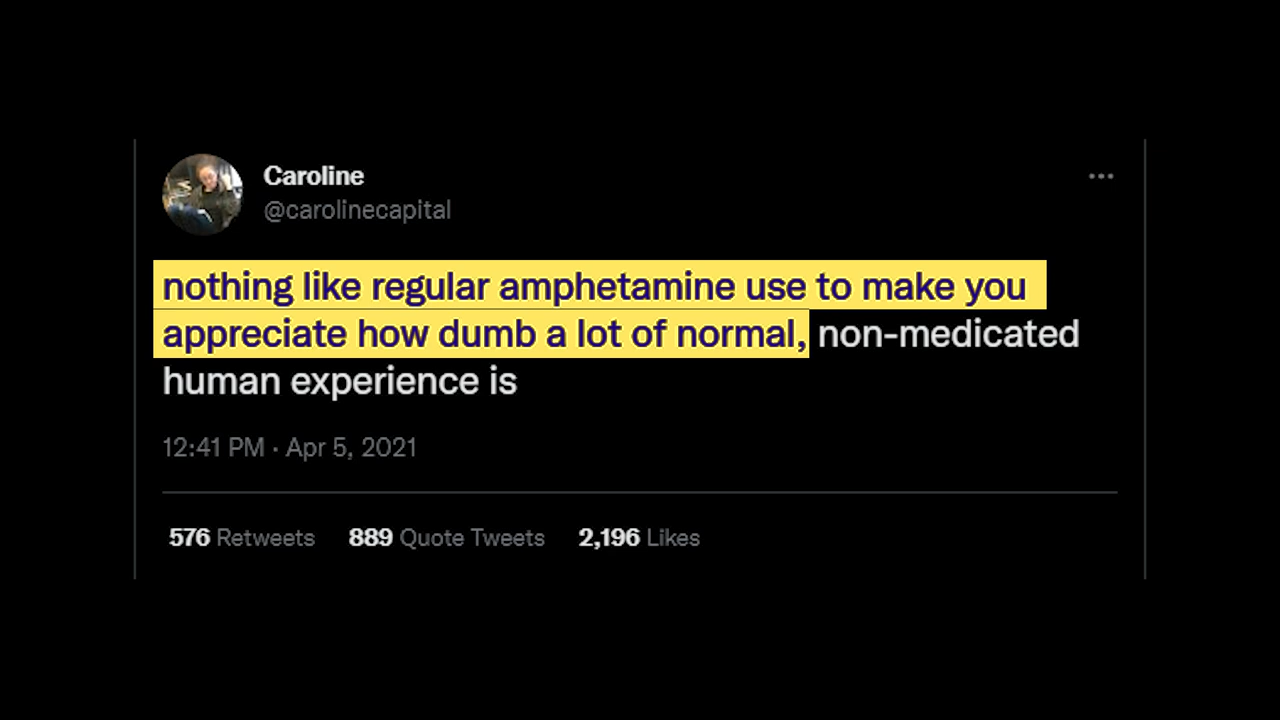 Caroline
@carolinecapital
nothing like regular amphetamine use to make you
appreciate how dumb a lot of normal, non-medicated
human experience is
12:41 PM · Apr 5, 2021
576 Retweets 889 Quote Tweets 2,196 Likes